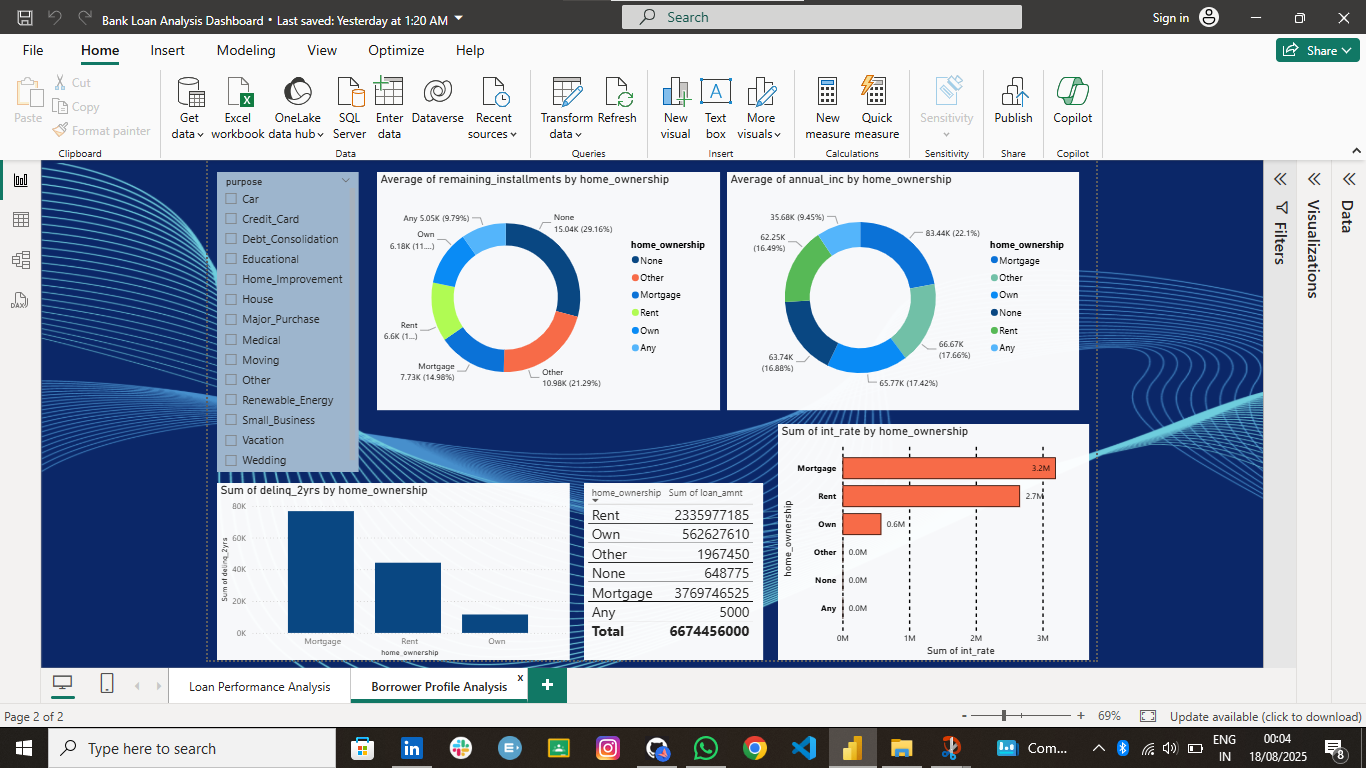 Bank Loan Analysis Dashboard • Last saved: Yesterday at 1:20 AM
Search
Sign in
File Home Insert Modeling View Optimize Help
Share
Paste
Cut
Copy
Format painter
Clipboard
Get data
Excel workbook
OneLake data hub
SQL Server
Enter data
Dataverse
Recent sources
Data
Transform data
Refresh
Queries
New visual
Text box
A
More visuals
Insert
New measure
Quick measure
Calculations
Sensitivity
Sensitivity
Publish
Share
Copilot
Copilot
DAX
purpose
Car
Credit_Card
Debt_Consolidation
Educational
Home_Improvement
House
Major_Purchase
Medical
Moving
Other
Renewable_Energy
Small_Business
Vacation
Wedding
Average of remaining_installments by home_ownership
Any 5.05K (9.79%)
None
15.04K (29.16%)
Own
6.18K (11....)
Rent
6.6K (1...)
Mortgage
7.73K (14.98%)
Other
10.98K (21.29%)
home_ownership
None
Other
Mortgage
Rent
Own
Any
Average of annual_inc by home_ownership
35.68K (9.45%)
83.44K (22.1%)
62.25K
(16.49%)
63.74K
(16.88%)
66.67K
(17.66%)
65.77K (17.42%)
home_ownership
Mortgage
Other
Own
None
Rent
Any
Filters
Visualizations
Data
Sum of delinq_2yrs by home_ownership
Sum of delinq_2yrs
80K
60K
40K
20K
0K
Mortgage Rent Own
home_ownership
home_ownership Sum of loan_amnt
Rent 2335977185
Own 562627610
Other 1967450
None 648775
Mortgage 3769746525
Any 5000
Total 6674456000
Sum of int_rate by home_ownership
home_ownership
Mortgage 3.2M
Rent 2.7M
Own 0.6M
Other 0.0M
None 0.0M
Any 0.0M
0M 1M 2M 3M
Sum of int_rate
Loan Performance Analysis
Borrower Profile Analysis
x
+
Page 2 of 2
- + 69%
Update available (click to download)
Type here to search
Com...
ENG
IN
00:04
18/08/2025
8